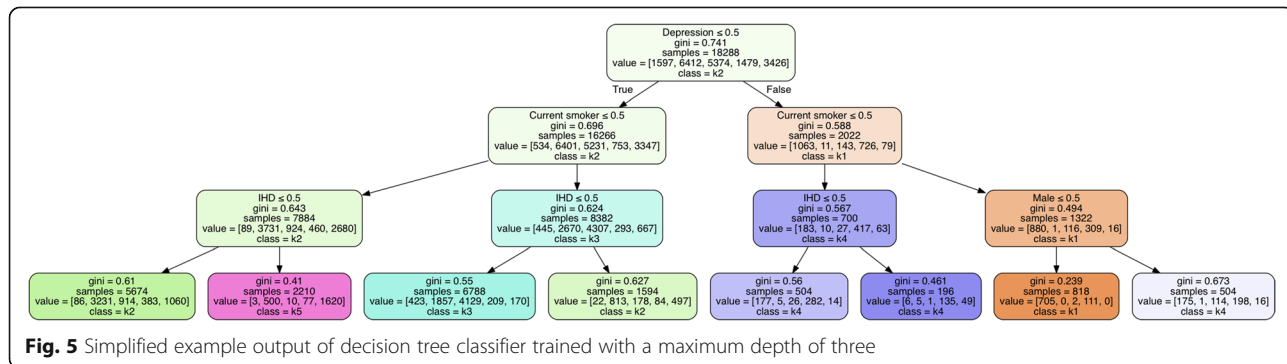 Depression ≤ 0.5
gini = 0.741
samples = 18288
value = [1597, 6412, 5374, 1479, 3426]
class = k2
True
False
Current smoker ≤ 0.5
gini = 0.696
samples = 16266
value = [534, 6401, 5231, 753, 3347]
class = k2
Current smoker ≤ 0.5
gini = 0.588
samples = 2022
value = [1063, 11, 143, 726, 79]
class = k1
IHD ≤ 0.5
gini = 0.643
samples = 7884
value = [89, 3731, 924, 460, 2680]
class = k2
IHD ≤ 0.5
gini = 0.624
samples = 8382
value = [445, 2670, 4307, 293, 667]
class = k3
IHD ≤ 0.5
gini = 0.567
samples = 700
value = [183, 10, 27, 417, 63]
class = k4
Male ≤ 0.5
gini = 0.494
samples = 1322
value = [880, 1, 116, 309, 16]
class = k1
gini = 0.61
samples = 5674
value = [86, 3231, 914, 383, 1060]
class = k2
gini = 0.41
samples = 2210
value = [3, 500, 10, 77, 1620]
class = k5
gini = 0.55
samples = 6788
value = [423, 1857, 4129, 209, 170]
class = k3
gini = 0.627
samples = 1594
value = [22, 813, 178, 84, 497]
class = k2
gini = 0.56
samples = 504
value = [177, 5, 26, 282, 14]
class = k4
gini = 0.461
samples = 196
value = [6, 5, 1, 135, 49]
class = k4
gini = 0.239
samples = 818
value = [705, 0, 2, 111, 0]
class = k1
gini = 0.673
samples = 504
value = [175, 1, 114, 198, 16]
class = k4
Fig. 5 Simplified example output of decision tree classifier trained with a maximum depth of three